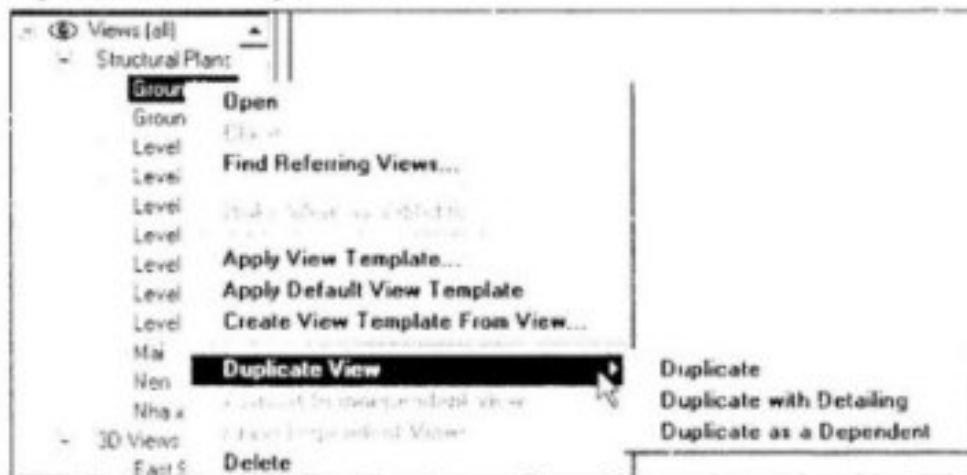 Views (all)
Structural Plans
Groun
Groun
Level
Level
Level
Level
Level
Level
Level
Mai
Nen
Nha
3D Views
East
Open
Find Referring Views...
Apply View Template...
Apply Default View Template
Create View Template From View...
Duplicate View
Delete
Duplicate
Duplicate with Detailing
Duplicate as a Dependent